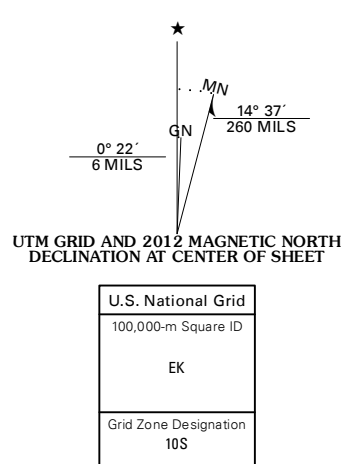 ★
MN
GN
14° 37´
260 MILS
0° 22´
6 MILS
UTM GRID AND 2012 MAGNETIC NORTH
DECLINATION AT CENTER OF SHEET
U.S. National Grid
100,000-m Square ID
EK
Grid Zone Designation
10S